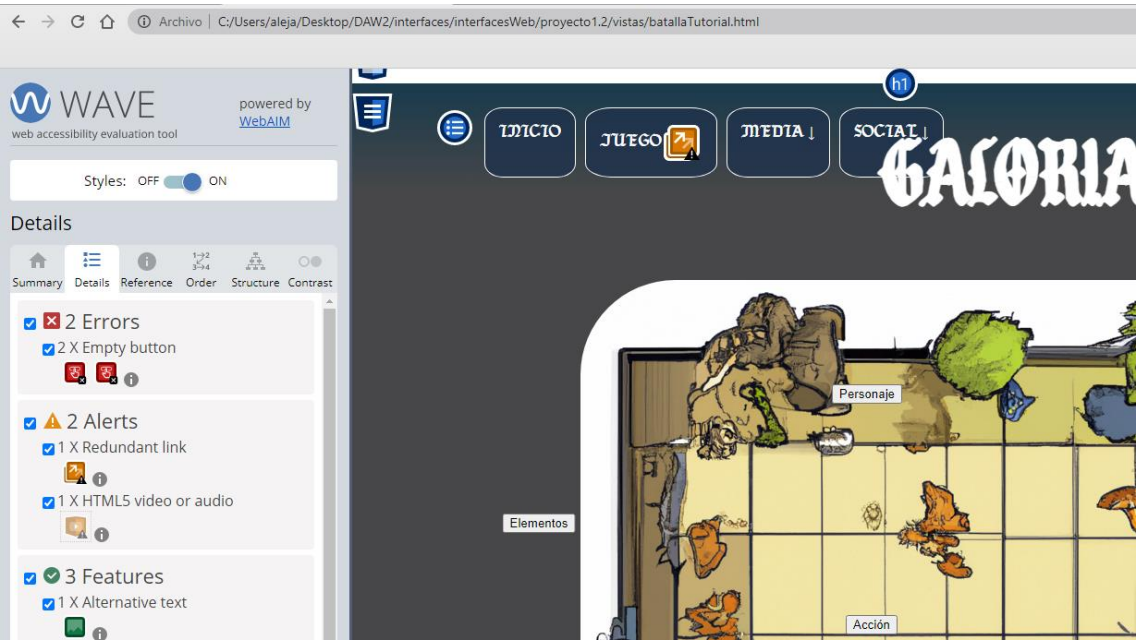 Archivo C:/Users/aleja/Desktop/DAW2/interfaces/interfacesWeb/proyecto1.2/vistas/batallaTutorial.html
WAVE
web accessibility evaluation tool
powered by
WebAIM
Styles: OFF ON
Details
Summary Details Reference Order Structure Contrast
2 Errors
2 X Empty button
2 Alerts
1 X Redundant link
1 X HTML5 video or audio
3 Features
1 X Alternative text
h1
INICIO
JUEGO
MEDIA↓
SOCIAL↓
GALORIA
Personaje
Elementos
Acción